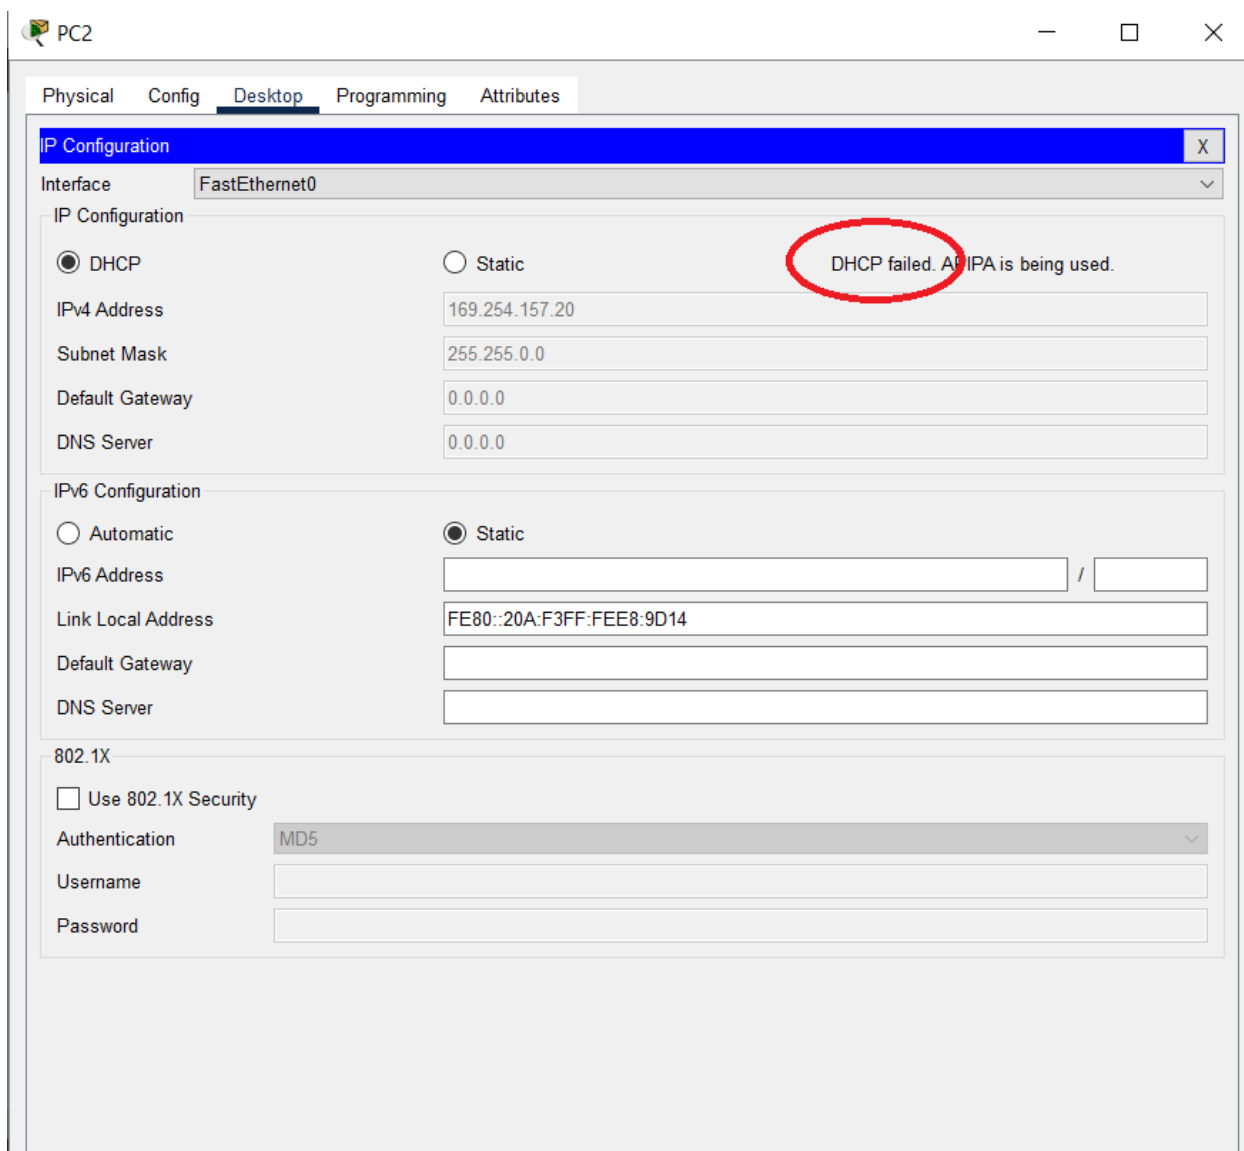 PC2
Physical Config Desktop Programming Attributes
IP Configuration X
Interface FastEthernet0
IP Configuration
DHCP Static DHCP failed. APIPA is being used.
IPv4 Address 169.254.157.20
Subnet Mask 255.255.0.0
Default Gateway 0.0.0.0
DNS Server 0.0.0.0
IPv6 Configuration
Automatic Static
IPv6 Address /
Link Local Address FE80::20A:F3FF:FEE8:9D14
Default Gateway
DNS Server
802.1X
Use 802.1X Security
Authentication MD5
Username
Password